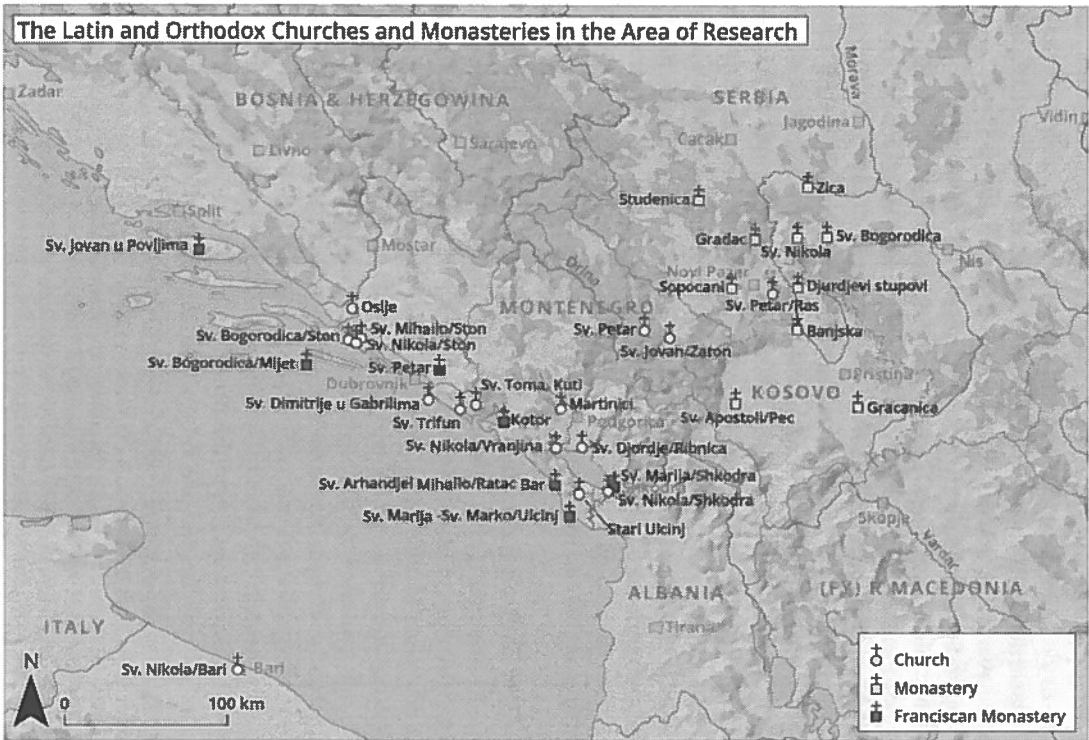 The Latin and Orthodox Churches and Monasteries in the Area of Research
Zadar
BOSNIA & HERZEGOWINA
SERBIA
Morava
Jagodina
Vidin
Livno
Sarajevo
Cacak
Zica
Studenica
Split
Sv. Jovan u Povljima
Mostar
Gradac
Sv. Nikola
Sv. Bogorodica
Nis
Drina
Novi Pazar
Sopocani
Djurdjevi stupovi
Sv. Petar/Ras
Oslje
MONTENEGRO
Sv. Mihailo/Ston
Sv. Bogorodica/Ston
Sv. Nikola/Ston
Sv. Petar
Banjska
Sv. Jovan/Zaton
Sv. Bogorodica/Mljet
Sv. Petar
Dubrovnik
Sv. Toma, Kuti
Pristina
KOSOVO
Sv. Dimitrije u Gabrilima
Martinici
Gracanica
Sv. Trifun
Kotor
Podgorica
Sv. Apostoli/Pec
Sv. Nikola/Vranjina
Sv. Djordje/Ribnica
Sv. Arhandjel Mihailo/Ratac Bar
Sv. Marija/Shkodra
Sv. Nikola/Shkodra
Sv. Marija -Sv. Marko/Ulcinj
Stari Ulcinj
Skopje
Vardar
ALBANIA
(FY) R MACEDONIA
Tirana
ITALY
Sv. Nikola/Bari
Bari
N
0
100 km
Church
Monastery
Franciscan Monastery